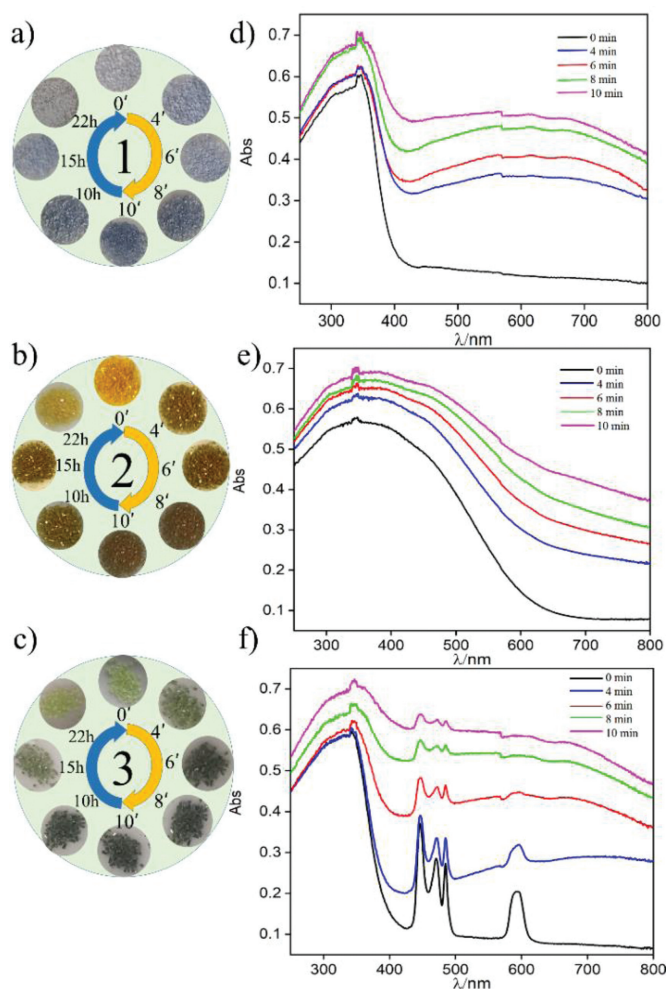 a)
0'
4'
6'
8'
10'
10h
15h
22h
1
d)
Abs
0.7
0.6
0.5
0.4
0.3
0.2
0.1
300 400 500 600 700 800
λ/nm
0 min
4 min
6 min
8 min
10 min
b)
0'
4'
6'
8'
10'
10h
15h
22h
2
e)
Abs
0.7
0.6
0.5
0.4
0.3
0.2
0.1
300 400 500 600 700 800
λ/nm
0 min
4 min
6 min
8 min
10 min
c)
0'
4'
6'
8'
10'
10h
15h
22h
3
f)
Abs
0.7
0.6
0.5
0.4
0.3
0.2
0.1
300 400 500 600 700 800
λ/nm
0 min
4 min
6 min
8 min
10 min